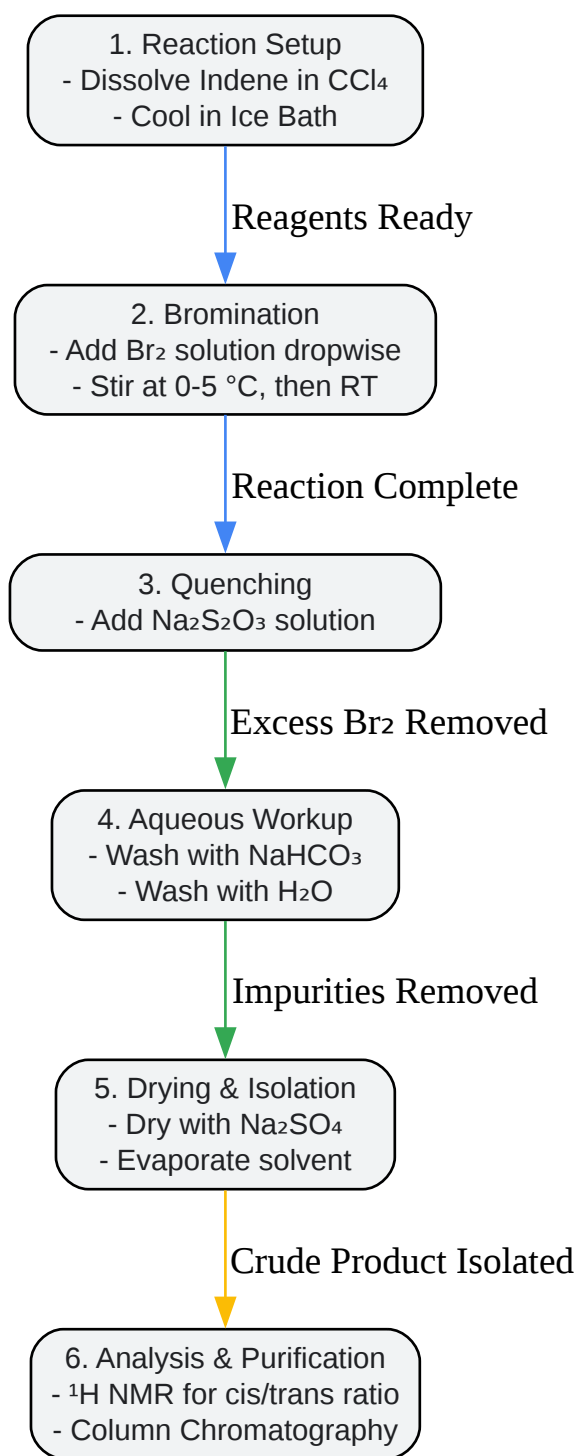 1. Reaction Setup
- Dissolve Indene in CCl₄
- Cool in Ice Bath
Reagents Ready
2. Bromination
- Add Br₂ solution dropwise
- Stir at 0-5 °C, then RT
Reaction Complete
3. Quenching
- Add Na₂S₂O₃ solution
Excess Br₂ Removed
4. Aqueous Workup
- Wash with NaHCO₃
- Wash with H₂O
Impurities Removed
5. Drying & Isolation
- Dry with Na₂SO₄
- Evaporate solvent
Crude Product Isolated
6. Analysis & Purification
- ¹H NMR for cis/trans ratio
- Column Chromatography